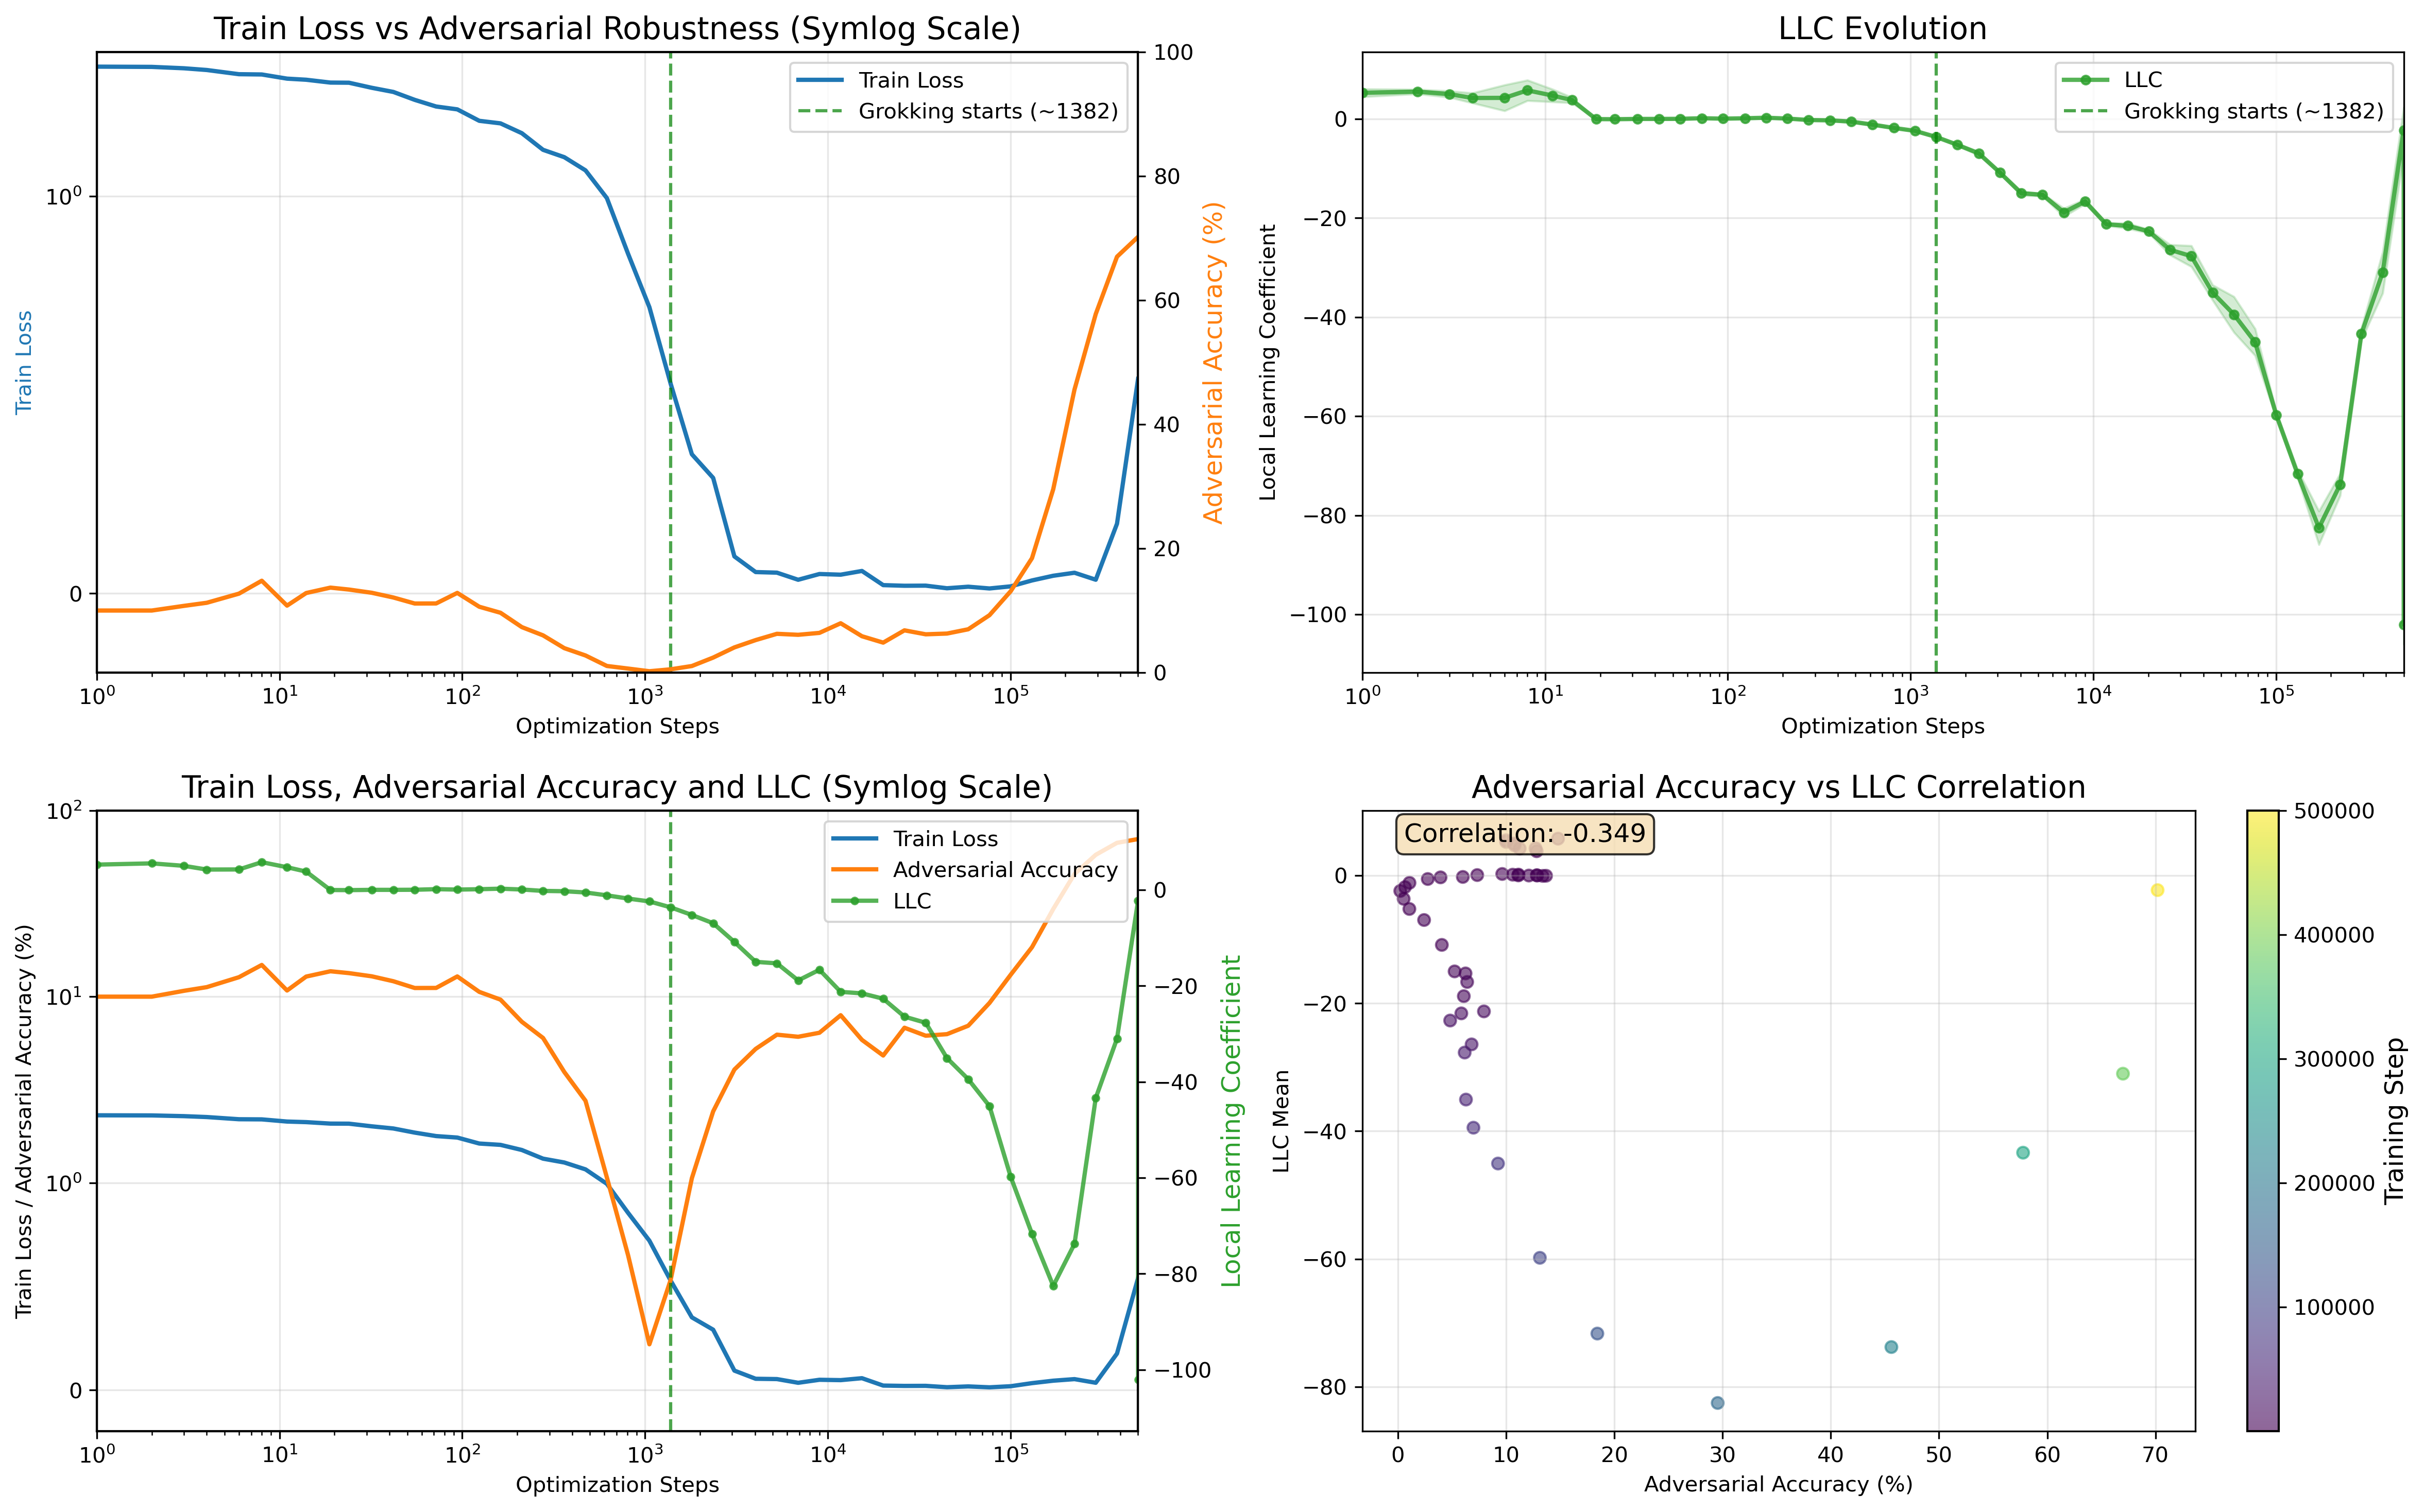 Train Loss vs Adversarial Robustness (Symlog Scale)
Train Loss
Grokking starts (~1382)
10⁰
0
Train Loss
100
80
60
40
20
0
Adversarial Accuracy (%)
10⁰ 10¹ 10² 10³ 10⁴ 10⁵
Optimization Steps
LLC Evolution
LLC
Grokking starts (~1382)
0
−20
−40
−60
−80
−100
Local Learning Coefficient
10⁰ 10¹ 10² 10³ 10⁴ 10⁵
Optimization Steps
Train Loss, Adversarial Accuracy and LLC (Symlog Scale)
Train Loss
Adversarial Accuracy
LLC
10²
10¹
10⁰
0
Train Loss / Adversarial Accuracy (%)
0
−20
−40
−60
−80
−100
Local Learning Coefficient
10⁰ 10¹ 10² 10³ 10⁴ 10⁵
Optimization Steps
Adversarial Accuracy vs LLC Correlation
Correlation: -0.349
0
−20
−40
−60
−80
LLC Mean
0 10 20 30 40 50 60 70
Adversarial Accuracy (%)
500000
400000
300000
200000
100000
Training Step